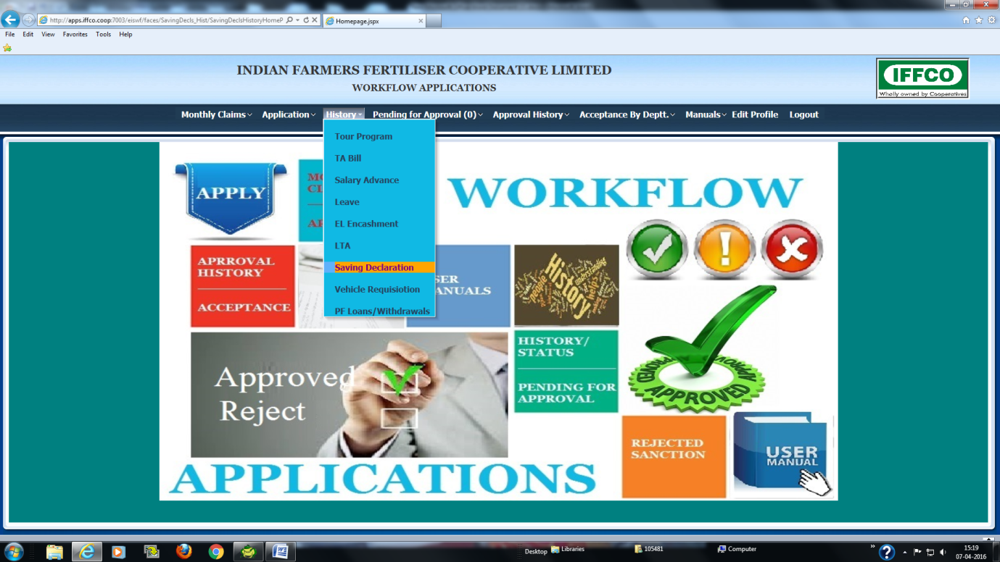 http://apps.iffco.coop:7003/eiswf/faces/SavingDecls_Hist/SavingDeclsHistoryHomeP
Homepage.jspx
File Edit View Favorites Tools Help
INDIAN FARMERS FERTILISER COOPERATIVE LIMITED
WORKFLOW APPLICATIONS
IFFCO
Wholly owned by Cooperatives
Monthly Claims Application History Pending for Approval (0) Approval History Acceptance By Deptt. Manuals Edit Profile Logout
Tour Program
TA Bill
Salary Advance
Leave
EL Encashment
LTA
Saving Declaration
Vehicle Requisiotion
PF Loans/Withdrawals
APPLY
WORKFLOW
APRROVAL
HISTORY
ACCEPTANCE
ANUALS
History
people
helps
understanding
HISTORY/
STATUS
PENDING FOR
APPROVAL
Approved
Reject
APPROVED
REJECTED
SANCTION
USER
MANUAL
APPLICATIONS
Desktop Libraries 105481 Computer
15:19
07-04-2016